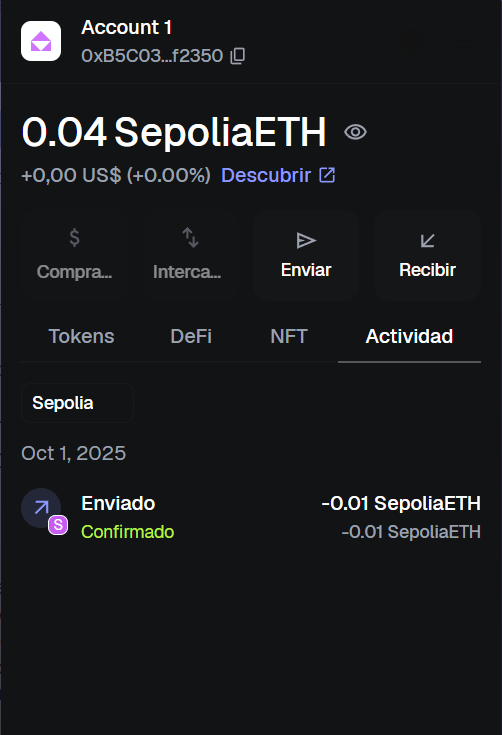 Account 1
0xB5C03...f2350
0.04 SepoliaETH
+0,00 US$ (+0.00%) Descubrir
$
Compra... Interca... Enviar Recibir
Tokens DeFi NFT Actividad
Sepolia
Oct 1, 2025
Enviado -0.01 SepoliaETH
S
Confirmado -0.01 SepoliaETH